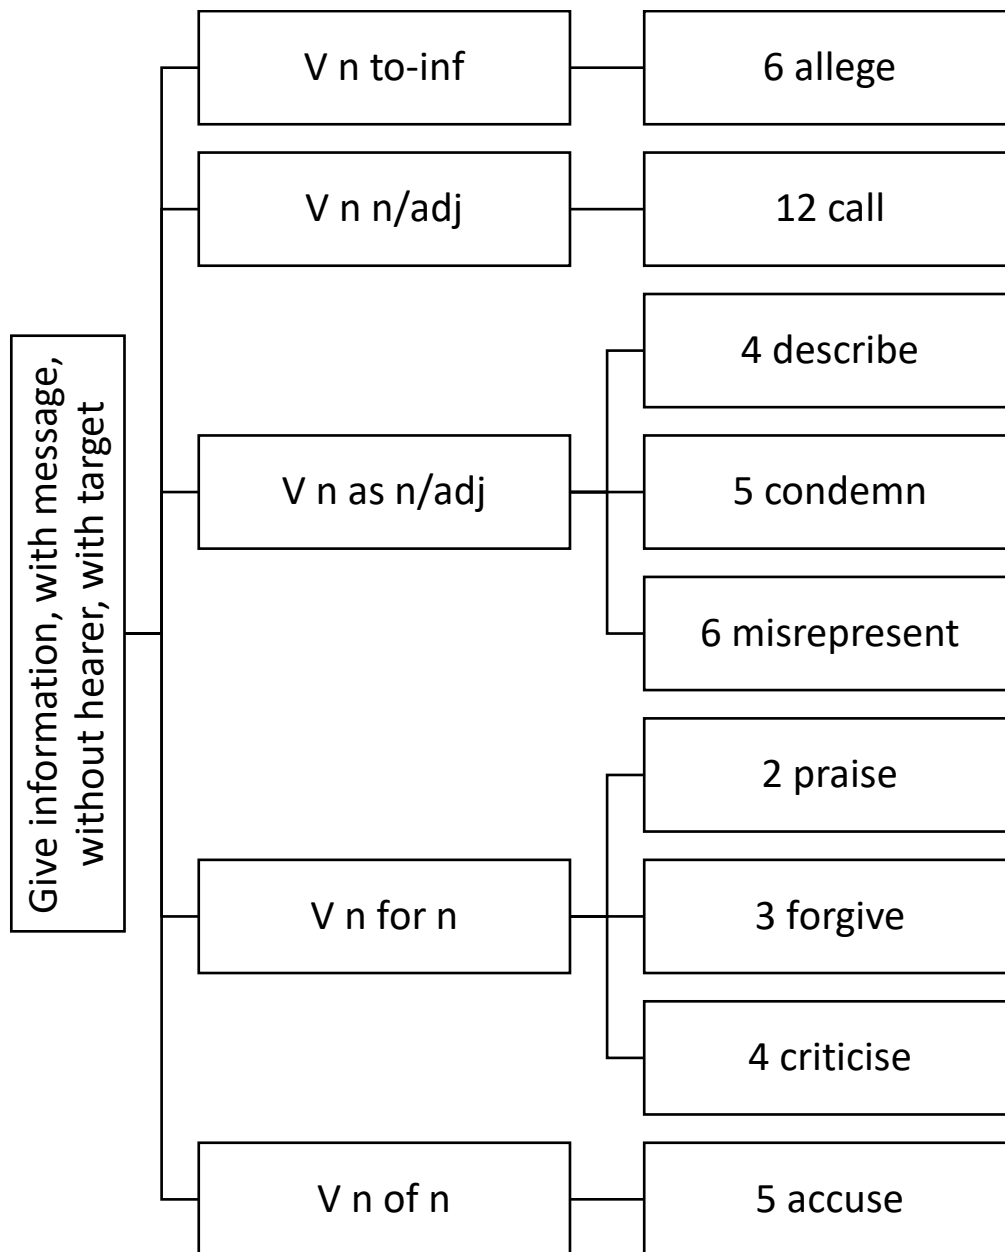 Give information, with message,
without hearer, with target
V n to-inf
6 allege
V n n/adj
12 call
V n as n/adj
4 describe
5 condemn
6 misrepresent
V n for n
2 praise
3 forgive
4 criticise
V n of n
5 accuse